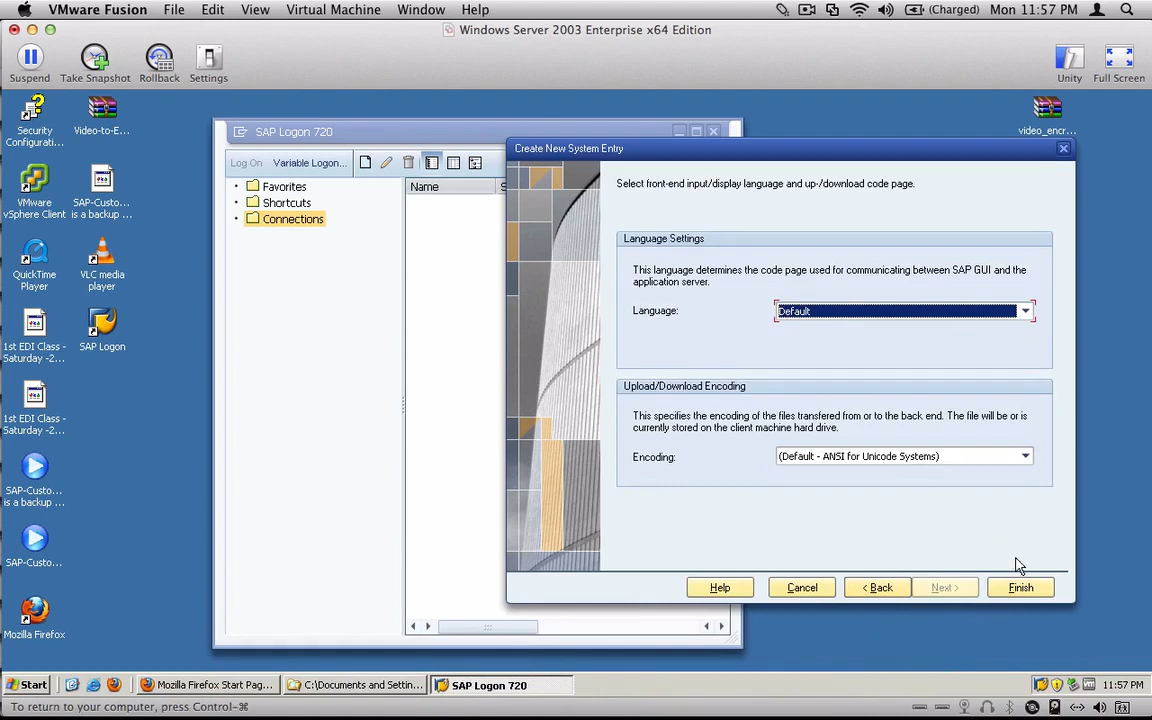 VMware Fusion File Edit View Virtual Machine Window Help (Charged) Mon 11:57 PM
Windows Server 2003 Enterprise x64 Edition
Suspend Take Snapshot Rollback Settings Unity Full Screen
Security
Configurati...
Video-to-E...
video_encr...
VMware
vSphere Client
SAP-Custo...
is a backup ...
QuickTime
Player
VLC media
player
1st EDI Class -
Saturday -2...
SAP Logon
1st EDI Class -
Saturday -2...
SAP-Custo...
is a backup ...
SAP-Custo...
Mozilla Firefox
SAP Logon 720
Log On Variable Logon...
Favorites
Shortcuts
Connections
Name S
Create New System Entry
Select front-end input/display language and up-/download code page.
Language Settings
This language determines the code page used for communicating between SAP GUI and the
application server.
Language: Default
Upload/Download Encoding
This specifies the encoding of the files transfered from or to the back end. The file will be or is
currently stored on the client machine hard drive.
Encoding: (Default - ANSI for Unicode Systems)
Help Cancel < Back Next > Finish
Start Mozilla Firefox Start Pag... C:\Documents and Settin... SAP Logon 720 11:57 PM
To return to your computer, press Control-⌘